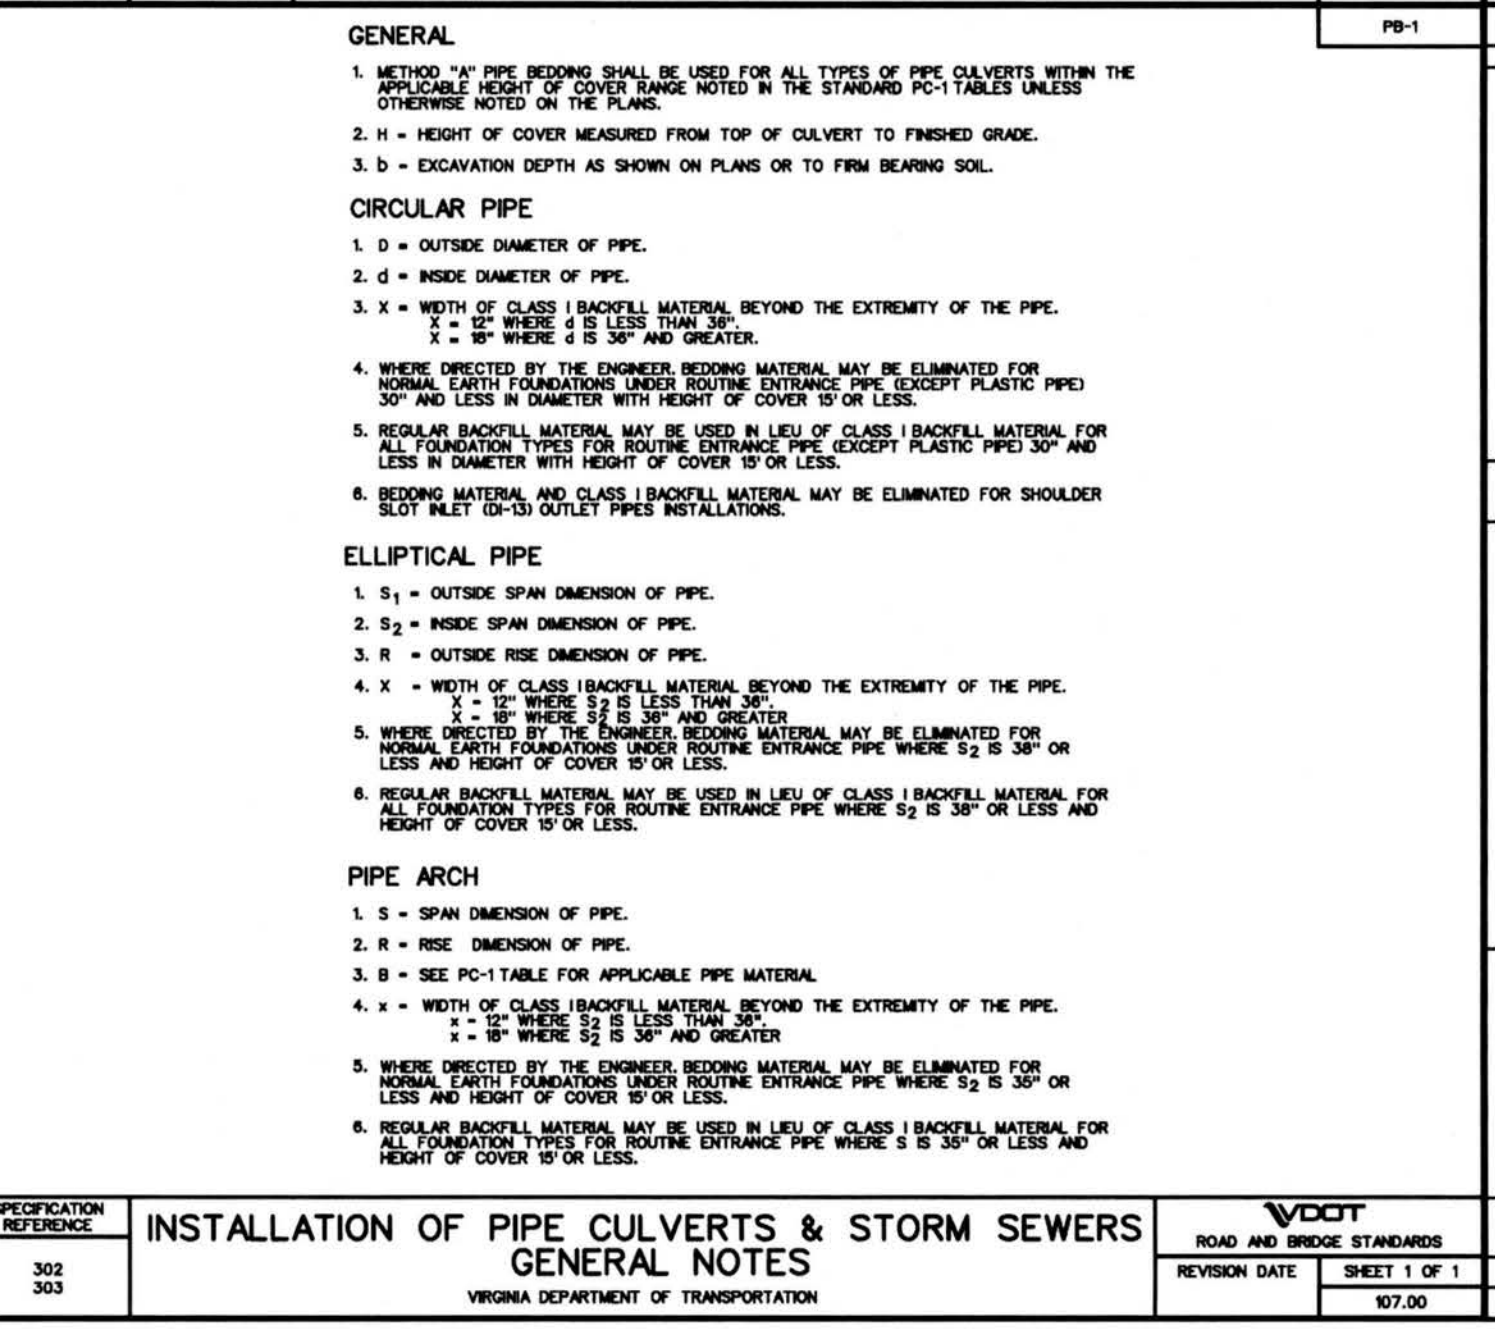 PB-1
GENERAL
1. METHOD "A" PIPE BEDDING SHALL BE USED FOR ALL TYPES OF PIPE CULVERTS WITHIN THE
APPLICABLE HEIGHT OF COVER RANGE NOTED IN THE STANDARD PC-1 TABLES UNLESS
OTHERWISE NOTED ON THE PLANS.
2. H = HEIGHT OF COVER MEASURED FROM TOP OF CULVERT TO FINISHED GRADE.
3. b = EXCAVATION DEPTH AS SHOWN ON PLANS OR TO FIRM BEARING SOIL.
CIRCULAR PIPE
1. D = OUTSIDE DIAMETER OF PIPE.
2. d = INSIDE DIAMETER OF PIPE.
3. X = WIDTH OF CLASS I BACKFILL MATERIAL BEYOND THE EXTREMITY OF THE PIPE.
X = 12" WHERE d IS LESS THAN 36".
X = 18" WHERE d IS 36" AND GREATER.
4. WHERE DIRECTED BY THE ENGINEER. BEDDING MATERIAL MAY BE ELIMINATED FOR
NORMAL EARTH FOUNDATIONS UNDER ROUTINE ENTRANCE PIPE (EXCEPT PLASTIC PIPE)
30" AND LESS IN DIAMETER WITH HEIGHT OF COVER 15' OR LESS.
5. REGULAR BACKFILL MATERIAL MAY BE USED IN LIEU OF CLASS I BACKFILL MATERIAL FOR
ALL FOUNDATION TYPES FOR ROUTINE ENTRANCE PIPE (EXCEPT PLASTIC PIPE) 30" AND
LESS IN DIAMETER WITH HEIGHT OF COVER 15' OR LESS.
6. BEDDING MATERIAL AND CLASS I BACKFILL MATERIAL MAY BE ELIMINATED FOR SHOULDER
SLOT INLET (DI-13) OUTLET PIPES INSTALLATIONS.
ELLIPTICAL PIPE
1. S1 = OUTSIDE SPAN DIMENSION OF PIPE.
2. S2 = INSIDE SPAN DIMENSION OF PIPE.
3. R = OUTSIDE RISE DIMENSION OF PIPE.
4. X = WIDTH OF CLASS I BACKFILL MATERIAL BEYOND THE EXTREMITY OF THE PIPE.
X = 12" WHERE S2 IS LESS THAN 36".
X = 18" WHERE S2 IS 36" AND GREATER
5. WHERE DIRECTED BY THE ENGINEER. BEDDING MATERIAL MAY BE ELIMINATED FOR
NORMAL EARTH FOUNDATIONS UNDER ROUTINE ENTRANCE PIPE WHERE S2 IS 38" OR
LESS AND HEIGHT OF COVER 15' OR LESS.
6. REGULAR BACKFILL MATERIAL MAY BE USED IN LIEU OF CLASS I BACKFILL MATERIAL FOR
ALL FOUNDATION TYPES FOR ROUTINE ENTRANCE PIPE WHERE S2 IS 38" OR LESS AND
HEIGHT OF COVER 15' OR LESS.
PIPE ARCH
1. S = SPAN DIMENSION OF PIPE.
2. R = RISE DIMENSION OF PIPE.
3. B = SEE PC-1 TABLE FOR APPLICABLE PIPE MATERIAL
4. x = WIDTH OF CLASS I BACKFILL MATERIAL BEYOND THE EXTREMITY OF THE PIPE.
x = 12" WHERE S2 IS LESS THAN 36".
x = 18" WHERE S2 IS 36" AND GREATER
5. WHERE DIRECTED BY THE ENGINEER. BEDDING MATERIAL MAY BE ELIMINATED FOR
NORMAL EARTH FOUNDATIONS UNDER ROUTINE ENTRANCE PIPE WHERE S2 IS 35" OR
LESS AND HEIGHT OF COVER 15' OR LESS.
6. REGULAR BACKFILL MATERIAL MAY BE USED IN LIEU OF CLASS I BACKFILL MATERIAL FOR
ALL FOUNDATION TYPES FOR ROUTINE ENTRANCE PIPE WHERE S IS 35" OR LESS AND
HEIGHT OF COVER 15' OR LESS.
SPECIFICATION
REFERENCE
302
303
INSTALLATION OF PIPE CULVERTS & STORM SEWERS
GENERAL NOTES
VIRGINIA DEPARTMENT OF TRANSPORTATION
VDOT
ROAD AND BRIDGE STANDARDS
REVISION DATE
SHEET 1 OF 1
107.00